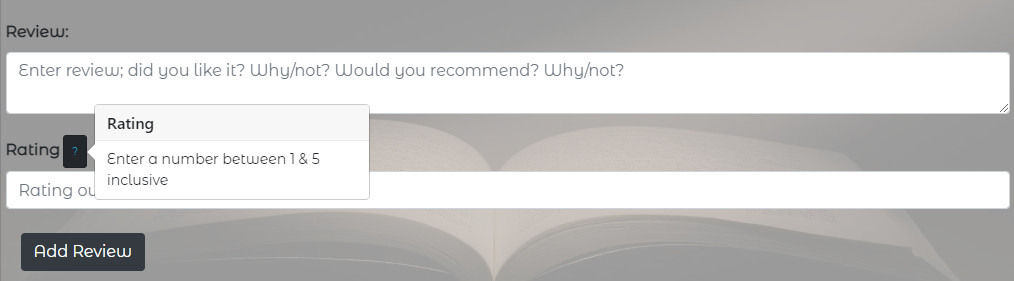 Review:
Enter review; did you like it? Why/not? Would you recommend? Why/not?
Rating ?
Rating
Enter a number between 1 & 5
inclusive
Rating
Add Review